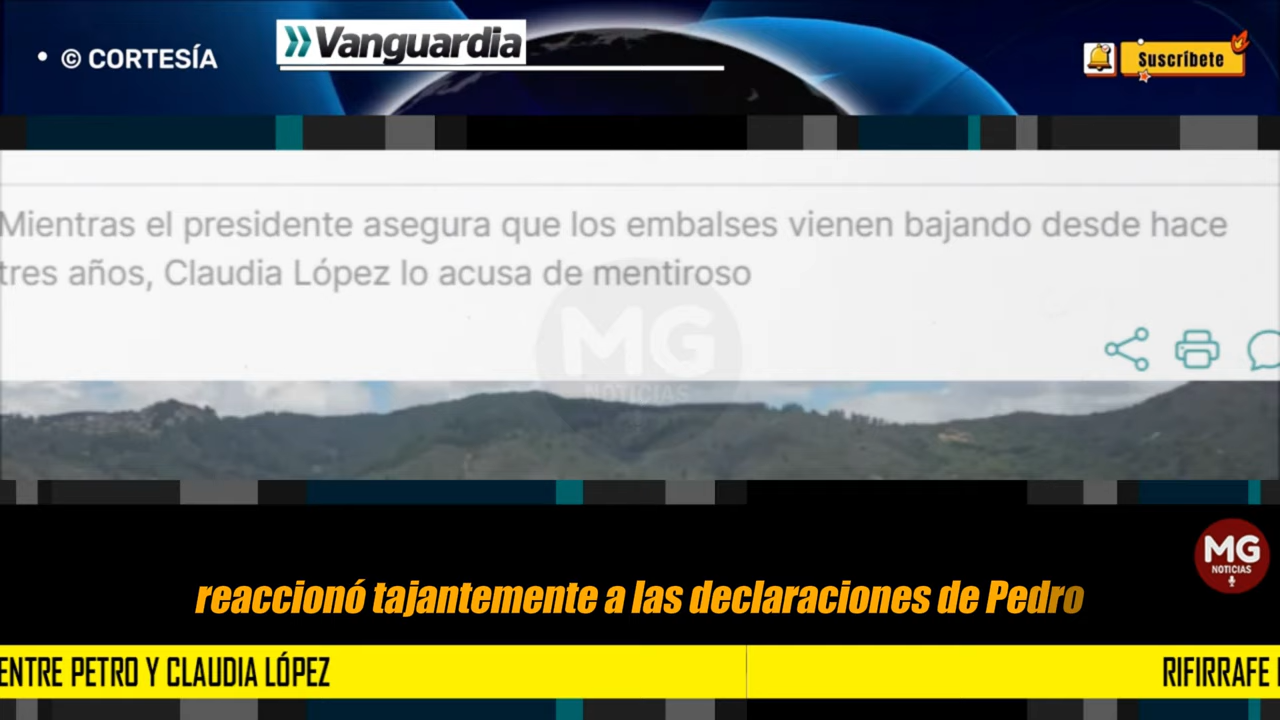 • © CORTESÍA
Vanguardia
Suscríbete
Mientras el presidente asegura que los embalses vienen bajando desde hace
tres años, Claudia López lo acusa de mentiroso
MG
NOTICIAS
reaccionó tajantemente a las declaraciones de Pedro
MG
NOTICIAS
ENTRE PETRO Y CLAUDIA LÓPEZ
RIFIRRAFE